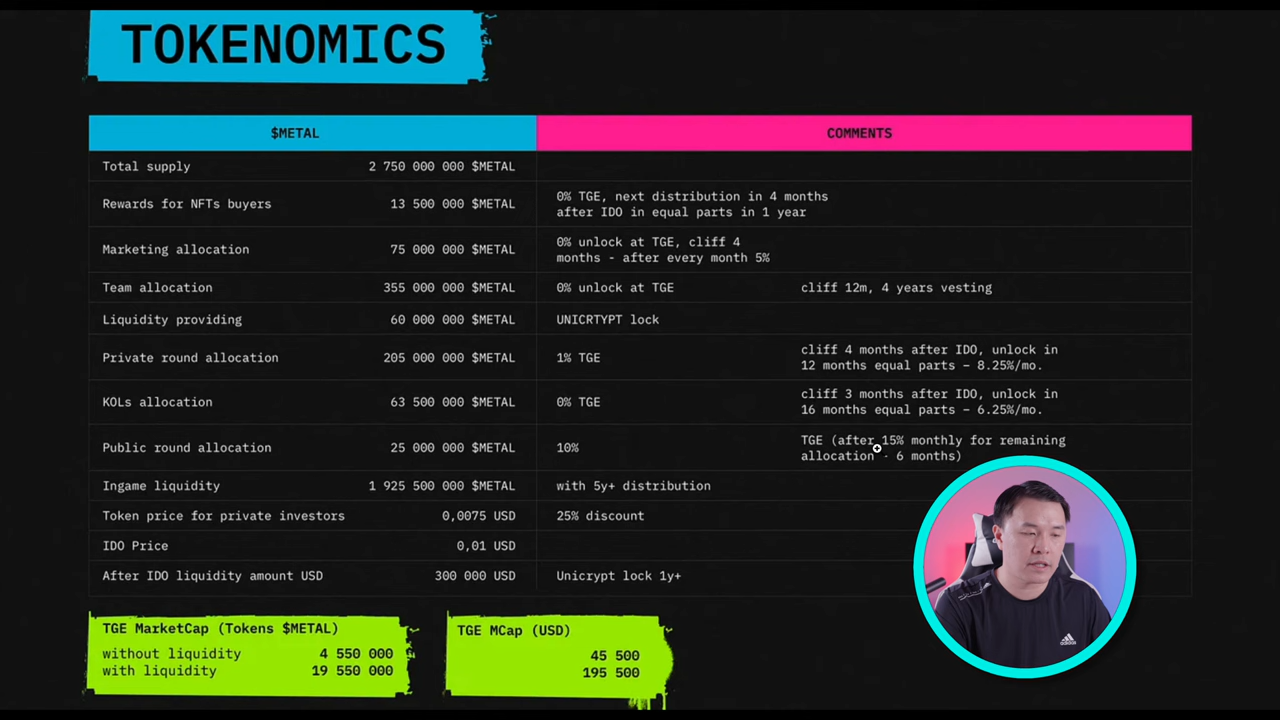 TOKENOMICS
$METAL COMMENTS
Total supply 2 750 000 000 $METAL
Rewards for NFTs buyers 13 500 000 $METAL 0% TGE, next distribution in 4 months
after IDO in equal parts in 1 year
Marketing allocation 75 000 000 $METAL 0% unlock at TGE, cliff 4
months - after every month 5%
Team allocation 355 000 000 $METAL 0% unlock at TGE cliff 12m, 4 years vesting
Liquidity providing 60 000 000 $METAL UNICRTYPT lock
Private round allocation 205 000 000 $METAL 1% TGE cliff 4 months after IDO, unlock in
12 months equal parts – 8.25%/mo.
KOLs allocation 63 500 000 $METAL 0% TGE cliff 3 months after IDO, unlock in
16 months equal parts – 6.25%/mo.
Public round allocation 25 000 000 $METAL 10% TGE (after 15% monthly for remaining
allocation - 6 months)
Ingame liquidity 1 925 500 000 $METAL with 5y+ distribution
Token price for private investors 0,0075 USD 25% discount
IDO Price 0,01 USD
After IDO liquidity amount USD 300 000 USD Unicrypt lock 1y+
TGE MarketCap (Tokens $METAL)
without liquidity 4 550 000
with liquidity 19 550 000
TGE MCap (USD)
45 500
195 500
adidas